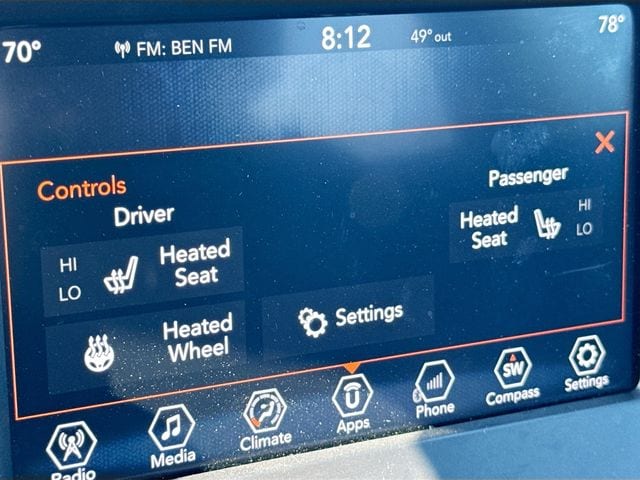 70° FM: BEN FM 8:12 49° out 78°
Controls
Driver
Passenger
HI
LO
Heated
Seat
Heated
Seat
HI
LO
Heated
Wheel
Settings
Radio
Media
Climate
U
Apps
Phone
SW
Compass
Settings